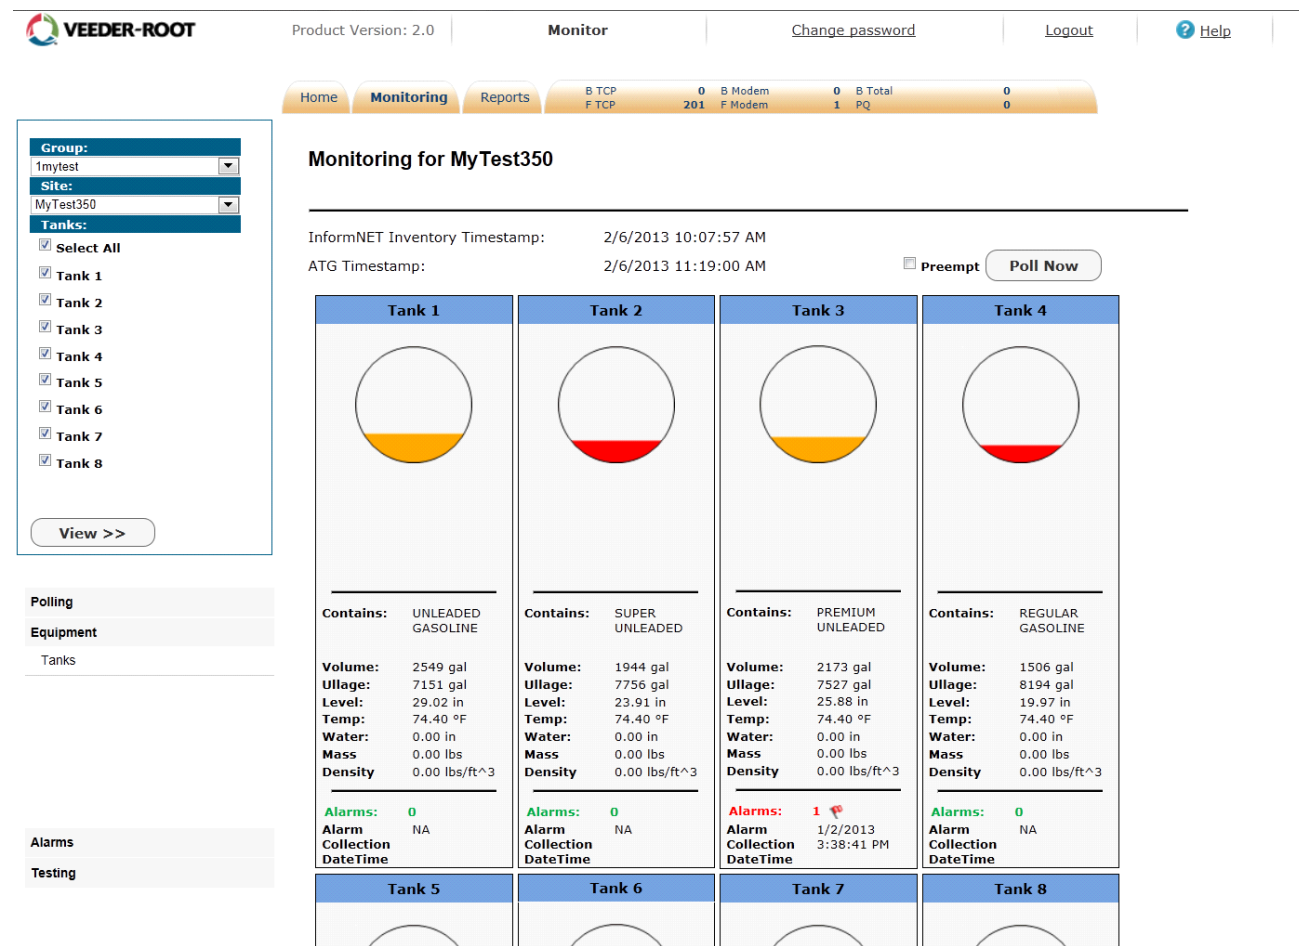 VEEDER-ROOT
Product Version: 2.0
Monitor
Change password
Logout
? Help
Home
Monitoring
Reports
B TCP 0 B Modem 0 B Total 0
F TCP 201 F Modem 1 PQ 0
Group:
1mytest
Site:
MyTest350
Tanks:
Select All
Tank 1
Tank 2
Tank 3
Tank 4
Tank 5
Tank 6
Tank 7
Tank 8
View >>
Polling
Equipment
Tanks
Alarms
Testing
Monitoring for MyTest350
InformNET Inventory Timestamp: 2/6/2013 10:07:57 AM
ATG Timestamp: 2/6/2013 11:19:00 AM
Preempt
Poll Now
Tank 1
Contains: UNLEADED
GASOLINE
Volume: 2549 gal
Ullage: 7151 gal
Level: 29.02 in
Temp: 74.40 ºF
Water: 0.00 in
Mass 0.00 lbs
Density 0.00 lbs/ft^3
Alarms: 0
Alarm NA
Collection
DateTime
Tank 2
Contains: SUPER
UNLEADED
Volume: 1944 gal
Ullage: 7756 gal
Level: 23.91 in
Temp: 74.40 ºF
Water: 0.00 in
Mass 0.00 lbs
Density 0.00 lbs/ft^3
Alarms: 0
Alarm NA
Collection
DateTime
Tank 3
Contains: PREMIUM
UNLEADED
Volume: 2173 gal
Ullage: 7527 gal
Level: 25.88 in
Temp: 74.40 ºF
Water: 0.00 in
Mass 0.00 lbs
Density 0.00 lbs/ft^3
Alarms: 1
Alarm 1/2/2013
Collection 3:38:41 PM
DateTime
Tank 4
Contains: REGULAR
GASOLINE
Volume: 1506 gal
Ullage: 8194 gal
Level: 19.97 in
Temp: 74.40 ºF
Water: 0.00 in
Mass 0.00 lbs
Density 0.00 lbs/ft^3
Alarms: 0
Alarm NA
Collection
DateTime
Tank 5
Tank 6
Tank 7
Tank 8